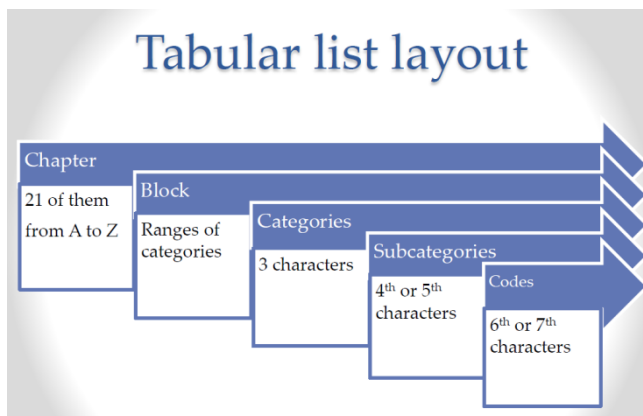 Tabular list layout
Chapter
21 of them
from A to Z
Block
Ranges of
categories
Categories
3 characters
Subcategories
4th or 5th
characters
Codes
6th or 7th
characters